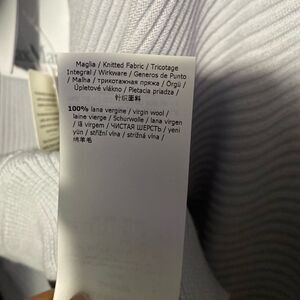 Maglia / Knitted Fabric / Tricotage
Integral / Wirkware / Generos de Punto
/ Malha / трикотажная пряжа / Örgü /
Úpletové vlákno / Pletacia priadza /
针织面料
100% lana vergine / virgin wool /
laine vierge / Schurwolle / lana virgen
/ lã virgem / ЧИСТАЯ ШЕРСТЬ / yeni
yün / střižní vlna / strižná vlna /
绵羊毛